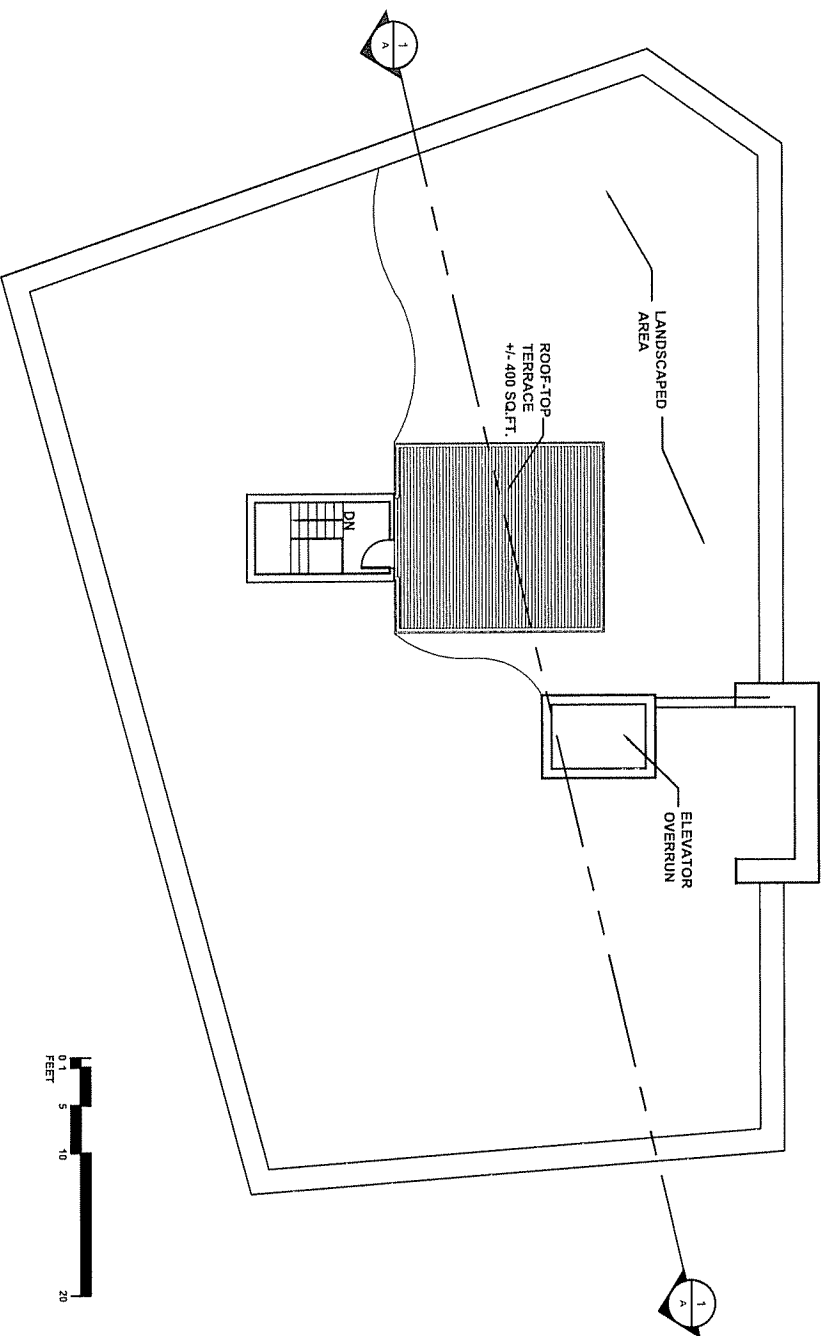 1
A
LANDSCAPED
AREA
ROOF-TOP
TERRACE
+/- 400 SQ.FT.
DN
ELEVATOR
OVERRUN
1
A
0 1 5 10 20
FEET